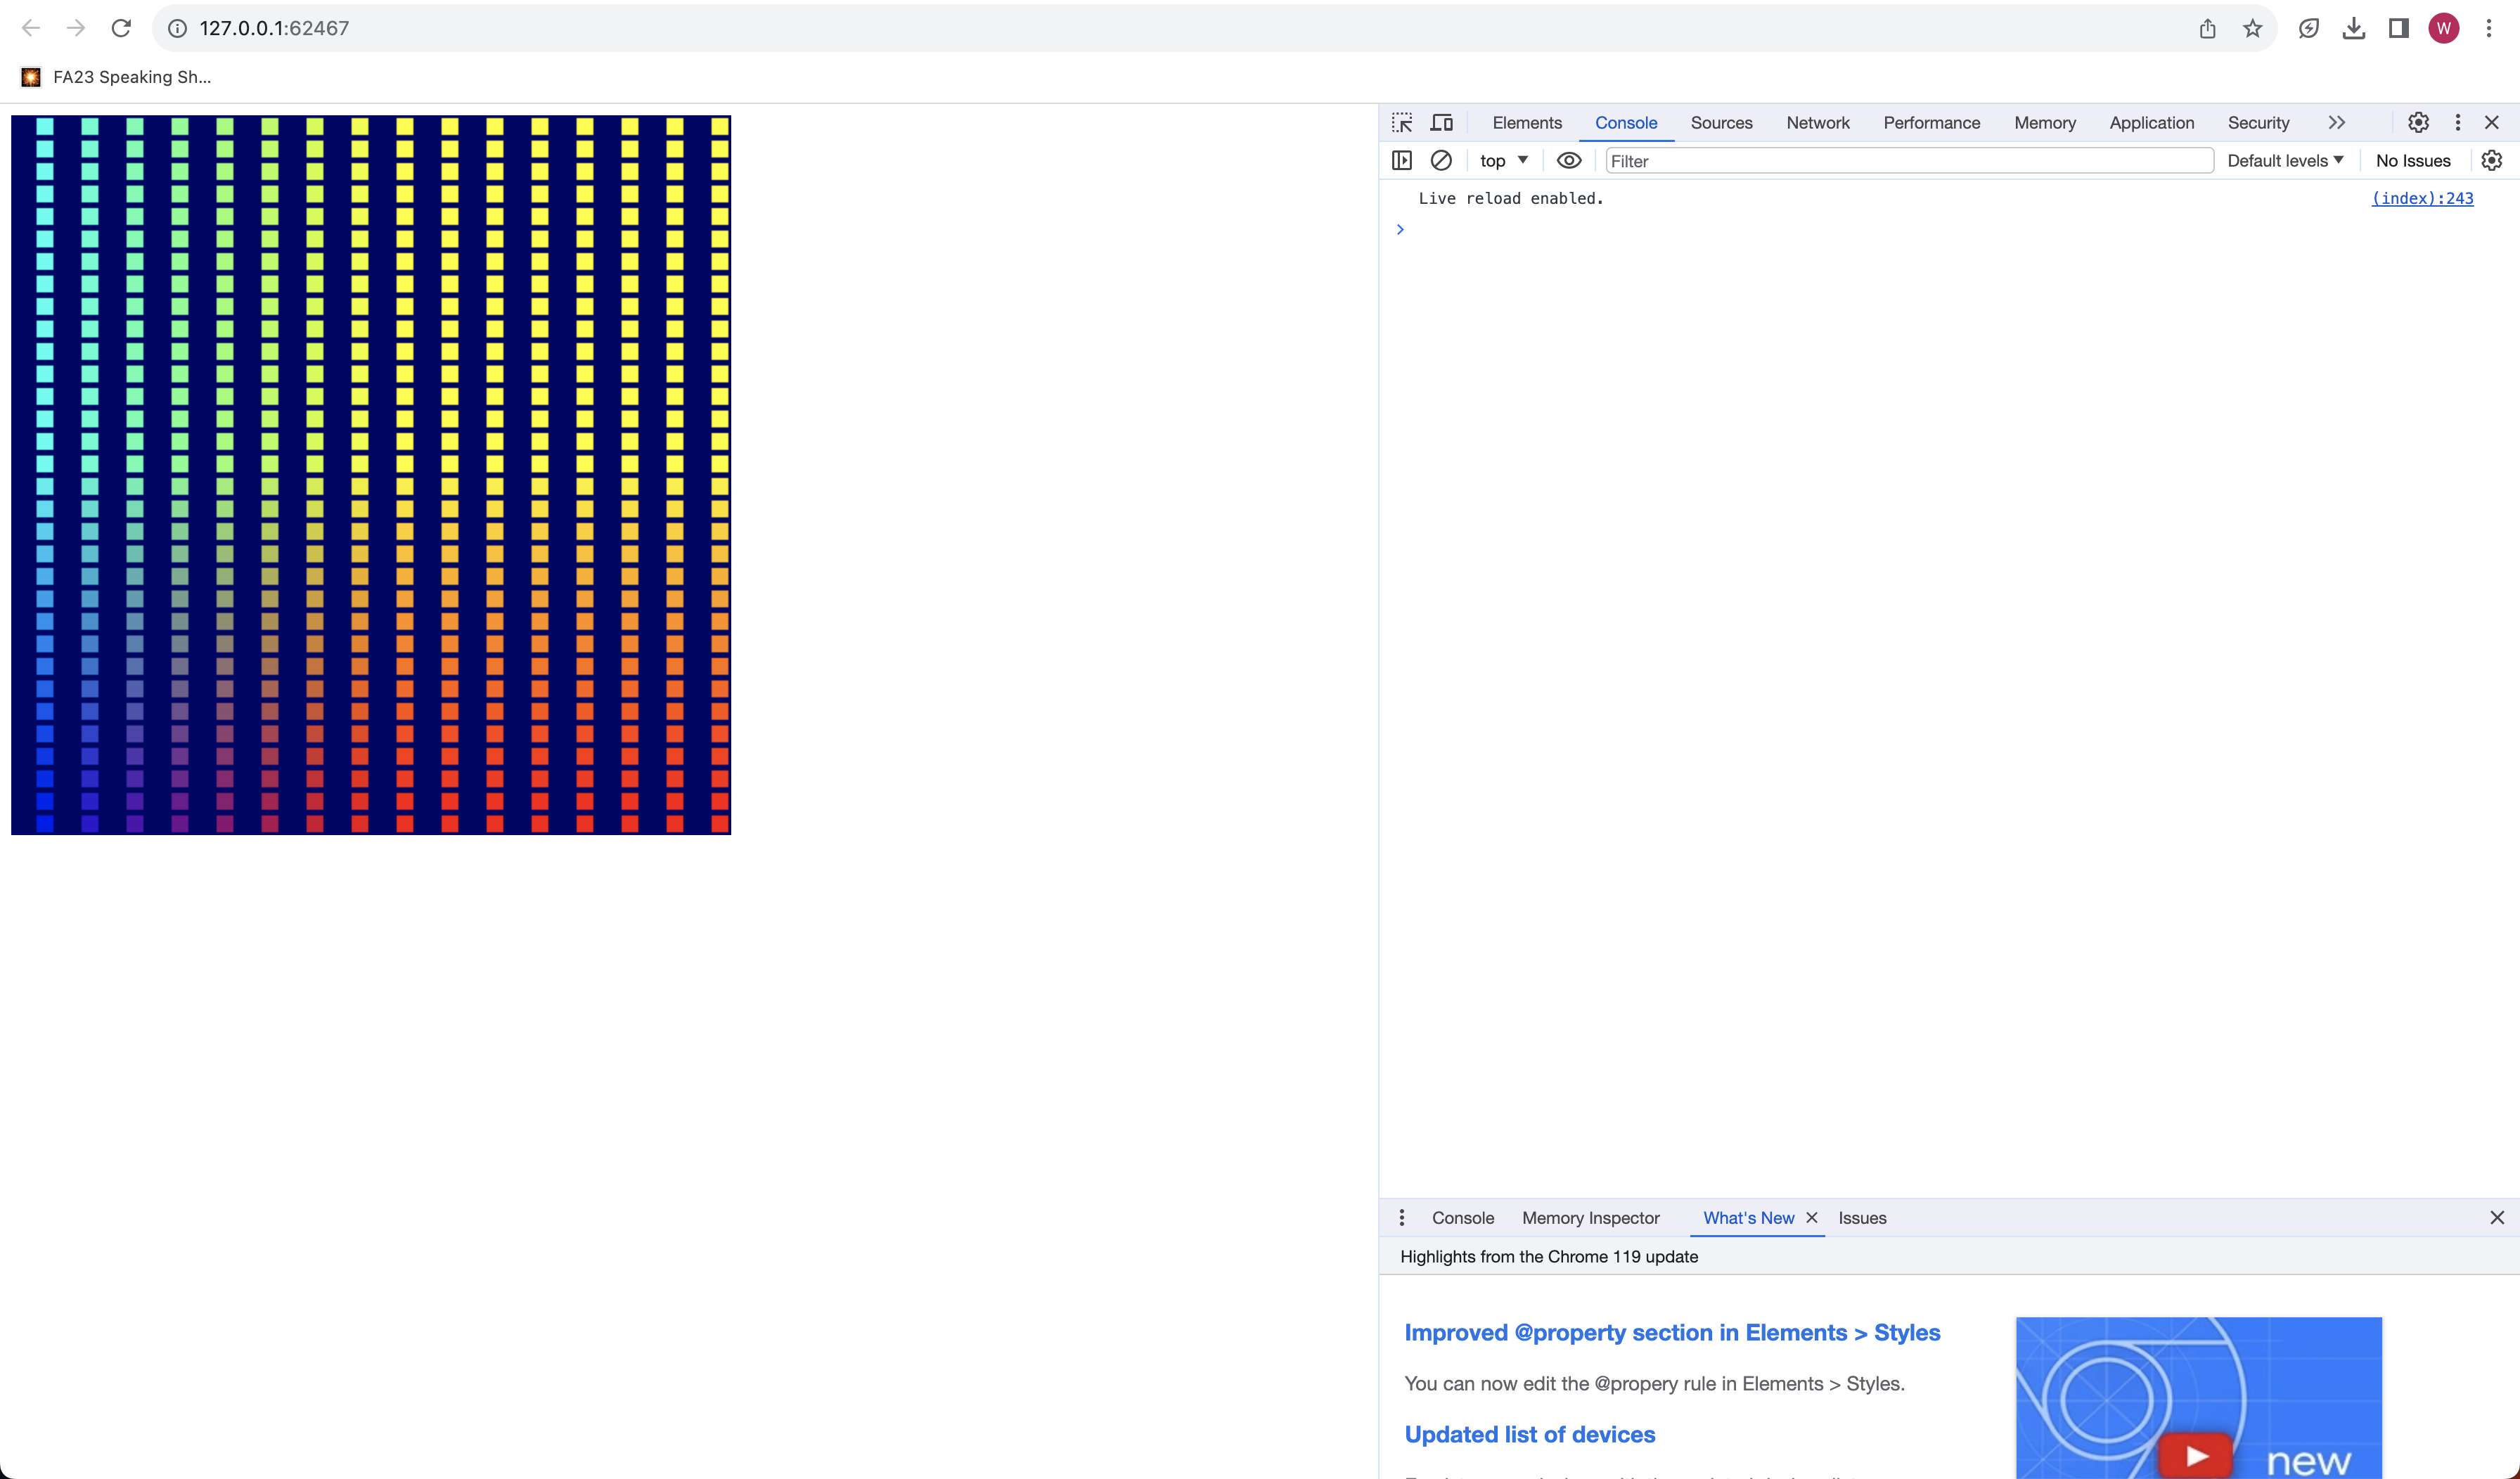 127.0.0.1:62467
W
FA23 Speaking Sh...
Elements Console Sources Network Performance Memory Application Security
top Filter Default levels No Issues
Live reload enabled. (index):243
Console Memory Inspector What's New Issues
Highlights from the Chrome 119 update
Improved @property section in Elements > Styles
You can now edit the @propery rule in Elements > Styles.
Updated list of devices
new